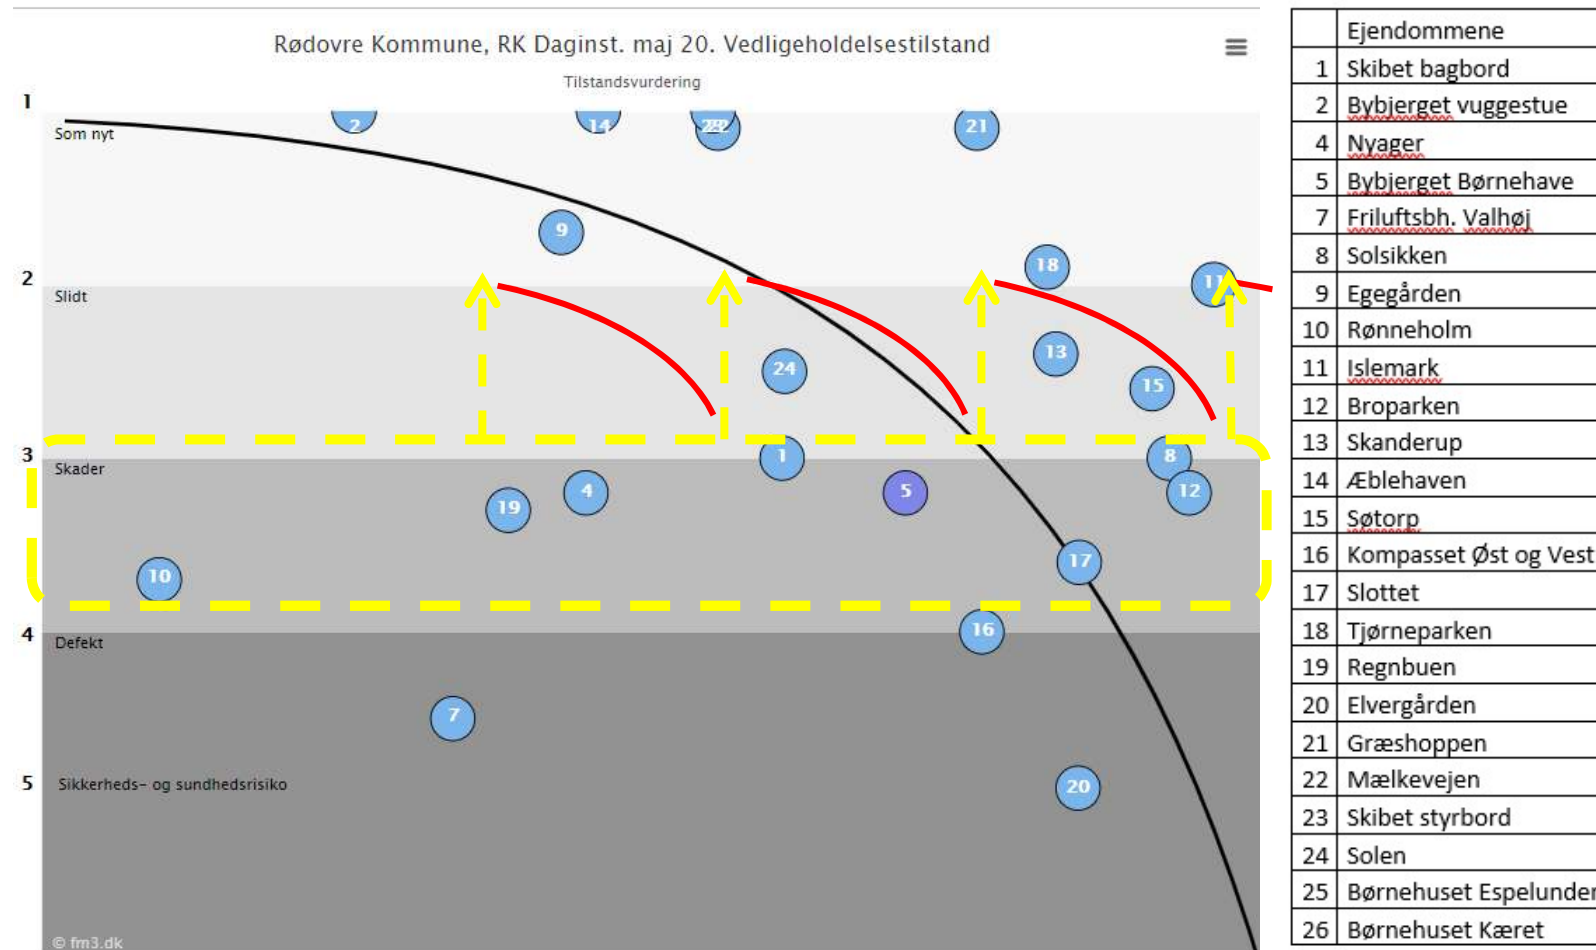 Rødovre Kommune, RK Daginst. maj 20. Vedligeholdelsestilstand
Tilstandsvurdering
1
Som nyt
2
14
22
21
9
18
2
Slidt
11
13
24
15
3
Skader
1
8
5
12
4
19
17
10
16
4
Defekt
7
5
Sikkerheds- og sundhedsrisiko
20
© fm3.dk
Ejendommene
1 Skibet bagbord
2 Bybjerget vuggestue
4 Nyager
5 Bybjerget Børnehave
7 Friluftsbh. Valhøj
8 Solsikken
9 Egegården
10 Rønneholm
11 Islemark
12 Broparken
13 Skanderup
14 Æblehaven
15 Søtorp
16 Kompasset Øst og Vest
17 Slottet
18 Tjørneparken
19 Regnbuen
20 Elvergården
21 Græshoppen
22 Mælkevejen
23 Skibet styrbord
24 Solen
25 Børnehuset Espelunden
26 Børnehuset Kæret